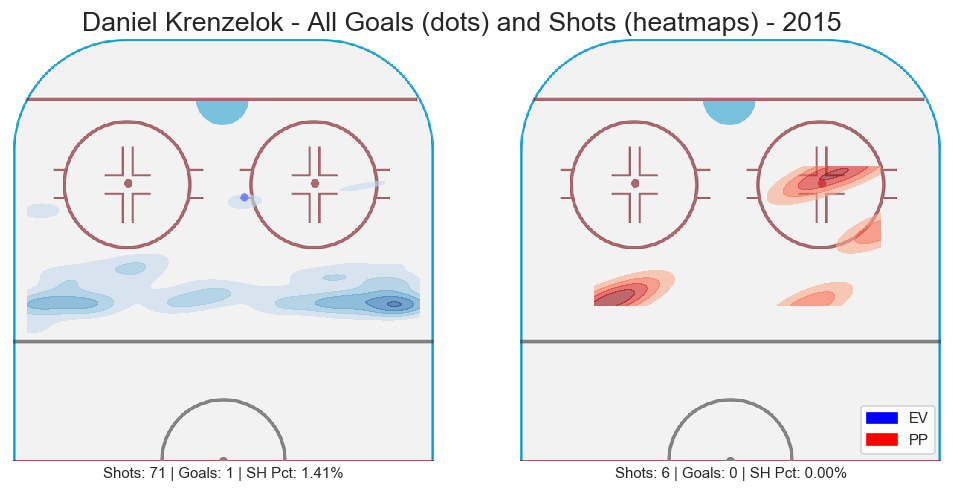 Daniel Krenzelok - All Goals (dots) and Shots (heatmaps) - 2015
EV
PP
Shots: 71 | Goals: 1 | SH Pct: 1.41%
Shots: 6 | Goals: 0 | SH Pct: 0.00%